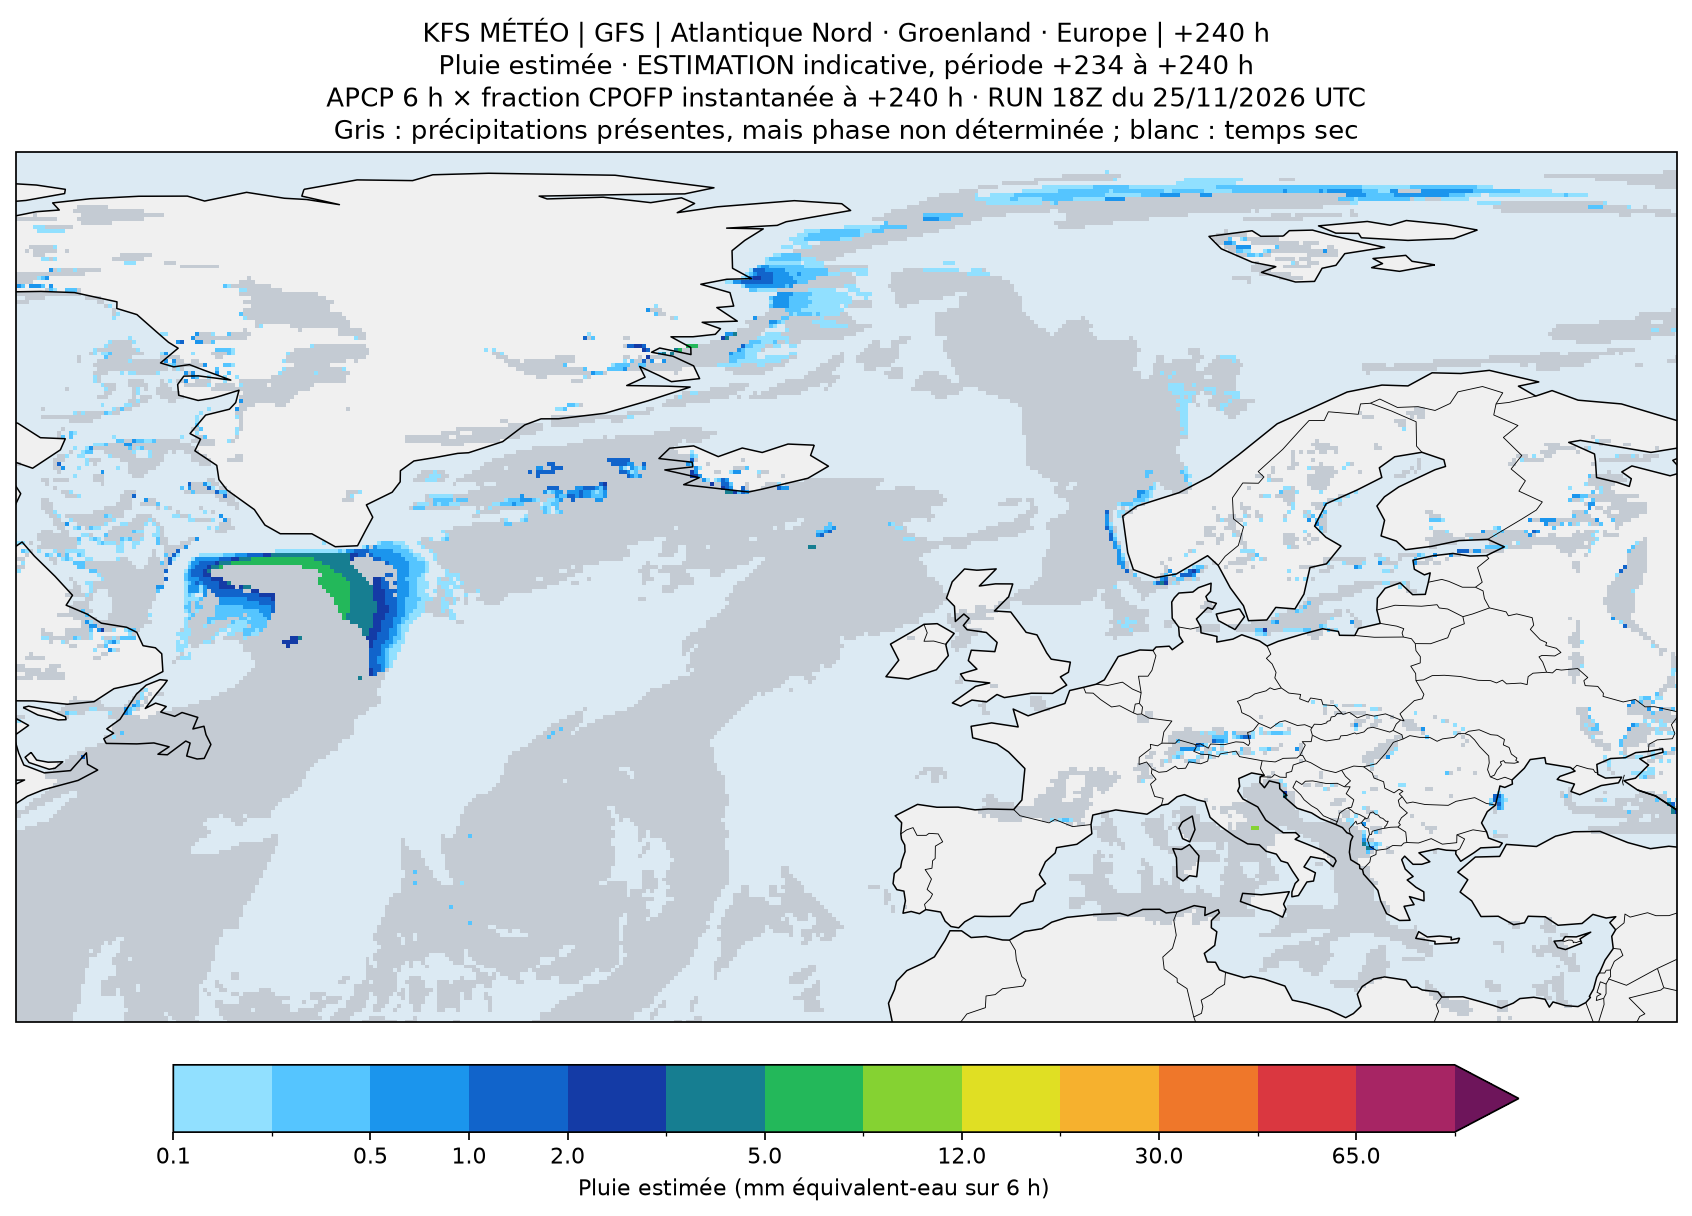 KFS MÉTÉO | GFS | Atlantique Nord · Groenland · Europe | +240 h
Pluie estimée · ESTIMATION indicative, période +234 à +240 h
APCP 6 h × fraction CPOFP instantanée à +240 h · RUN 18Z du 25/11/2026 UTC
Gris : précipitations présentes, mais phase non déterminée ; blanc : temps sec
0.1 0.5 1.0 2.0 5.0 12.0 30.0 65.0
Pluie estimée (mm équivalent-eau sur 6 h)